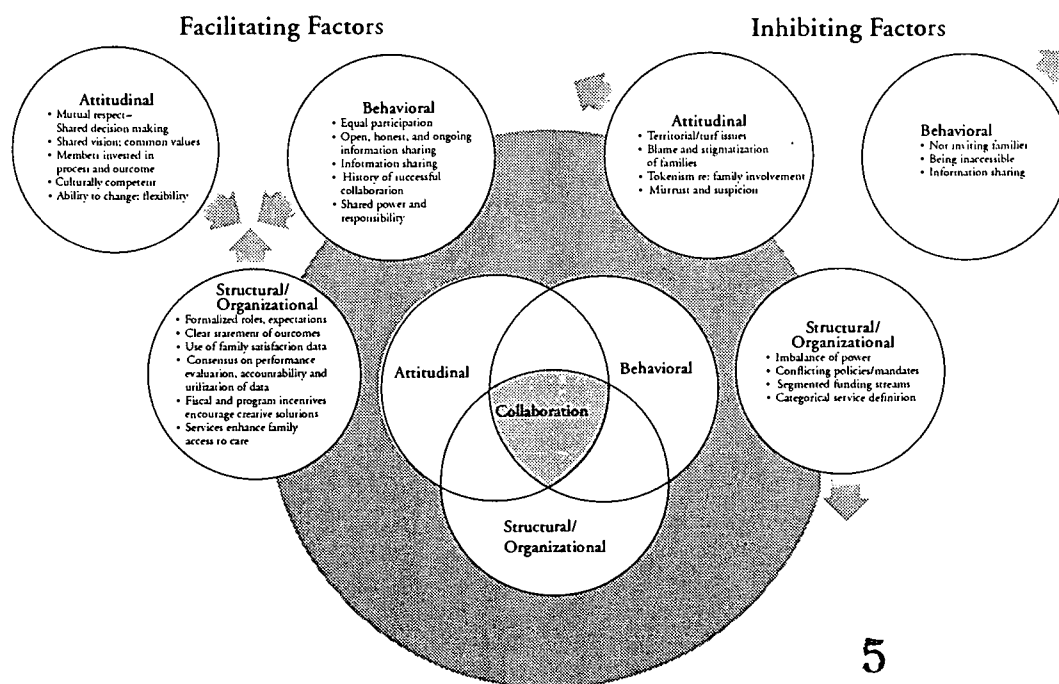 Facilitating Factors
Inhibiting Factors
Attitudinal
• Mutual respect–
Shared decision making
• Shared vision; common values
• Members invested in
process and outcome
• Culturally competent
• Ability to change; flexibility
Behavioral
• Equal participation
• Open, honest, and ongoing
information sharing
• Information sharing
• History of successful
collaboration
• Shared power and
responsibility
Structural/
Organizational
• Formalized roles, expectations
• Clear statement of outcomes
• Use of family satisfaction data
• Consensus on performance
evaluation, accountability and
utilization of data
• Fiscal and program incentives
encourage creative solutions
• Services enhance family
access to care
Attitudinal
• Territorial/turf issues
• Blame and stigmatization
of families
• Tokenism re: family involvement
• Mistrust and suspicion
Behavioral
• Not inviting families
• Being inaccessible
• Information sharing
Structural/
Organizational
• Imbalance of power
• Conflicting policies/mandates
• Segmented funding streams
• Categorical service definition
Attitudinal
Behavioral
Collaboration
Structural/
Organizational
5